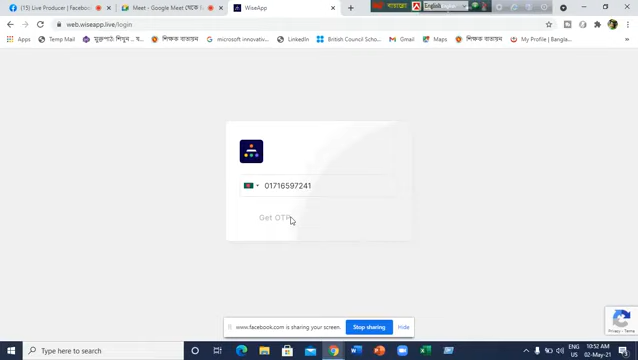 (15) Live Producer | Facebook
Meet - Google Meet থেকে
WiseApp
English
web.wiseapp.live/login
Apps
Temp Mail
মুক্তপাঠ: শিখুন .. য...
শিক্ষক বাতায়ন
microsoft innovativ...
LinkedIn
British Council Scho...
Gmail
Maps
শিক্ষক বাতায়ন
My Profile | Bangla...
01716597241
Get OTP
www.facebook.com is sharing your screen.
Stop sharing
Hide
Privacy - Terms
Type here to search
ENG
US
10:52 AM
02-May-21